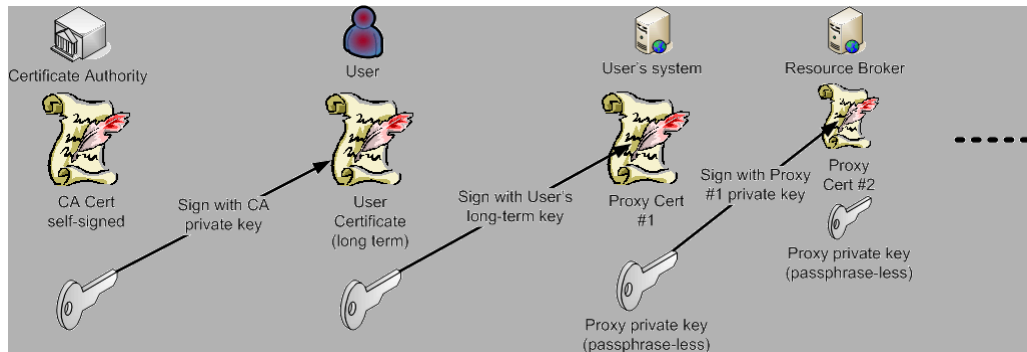 Certificate Authority
User
User's system
Resource Broker
CA Cert
self-signed
Sign with CA
private key
User
Certificate
(long term)
Sign with User's
long-term key
Proxy Cert
#1
Sign with Proxy
#1 private key
Proxy
Cert #2
Proxy private key
(passphrase-less)
Proxy private key
(passphrase-less)